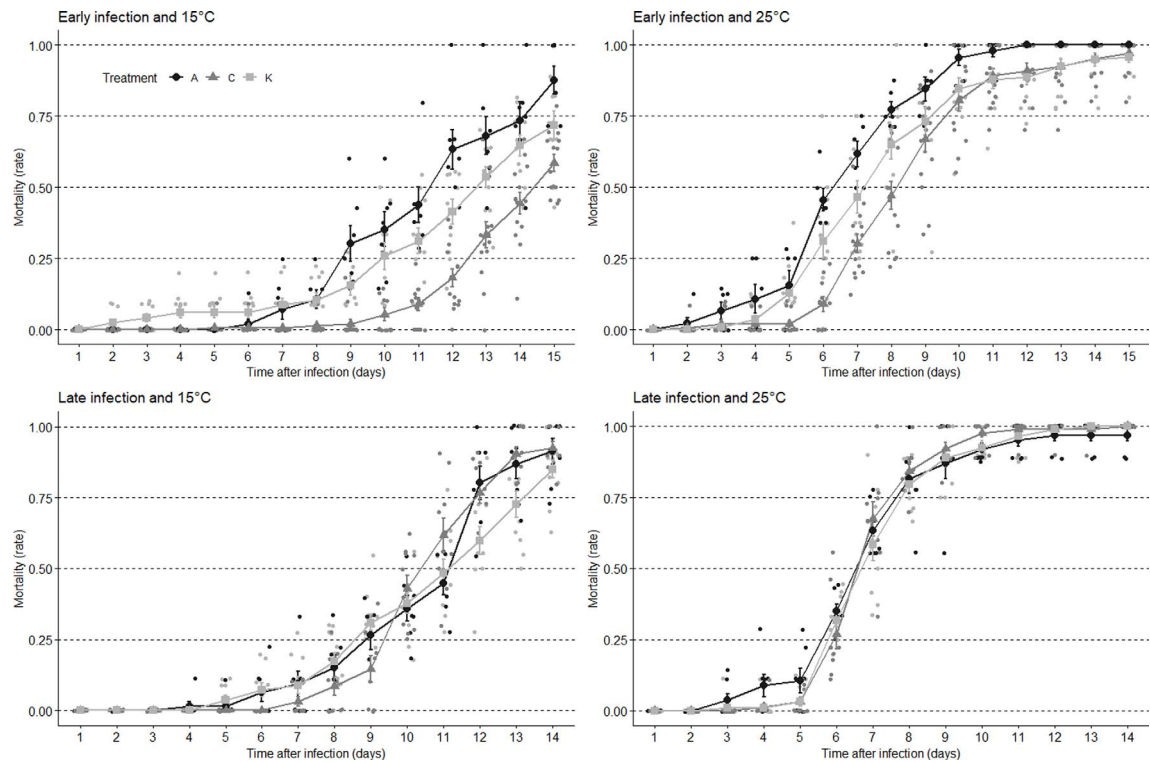 Early infection and 15°C
1.00
Treatment A C K
0.75
0.50
0.25
0.00
Mortality (rate)
1 2 3 4 5 6 7 8 9 10 11 12 13 14 15
Time after infection (days)
Early infection and 25°C
1.00
0.75
0.50
0.25
0.00
Mortality (rate)
1 2 3 4 5 6 7 8 9 10 11 12 13 14 15
Time after infection (days)
Late infection and 15°C
1.00
0.75
0.50
0.25
0.00
Mortality (rate)
1 2 3 4 5 6 7 8 9 10 11 12 13 14
Time after infection (days)
Late infection and 25°C
1.00
0.75
0.50
0.25
0.00
Mortality (rate)
1 2 3 4 5 6 7 8 9 10 11 12 13 14
Time after infection (days)